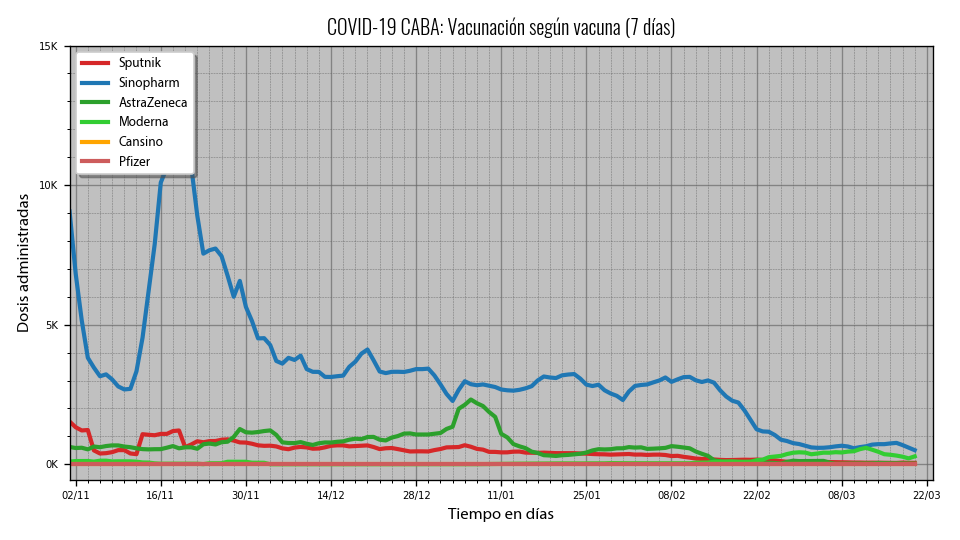 COVID-19 CABA: Vacunación según vacuna (7 días)
15K
10K
5K
0K
Dosis administradas
Sputnik
Sinopharm
AstraZeneca
Moderna
Cansino
Pfizer
02/11 16/11 30/11 14/12 28/12 11/01 25/01 08/02 22/02 08/03 22/03
Tiempo en días